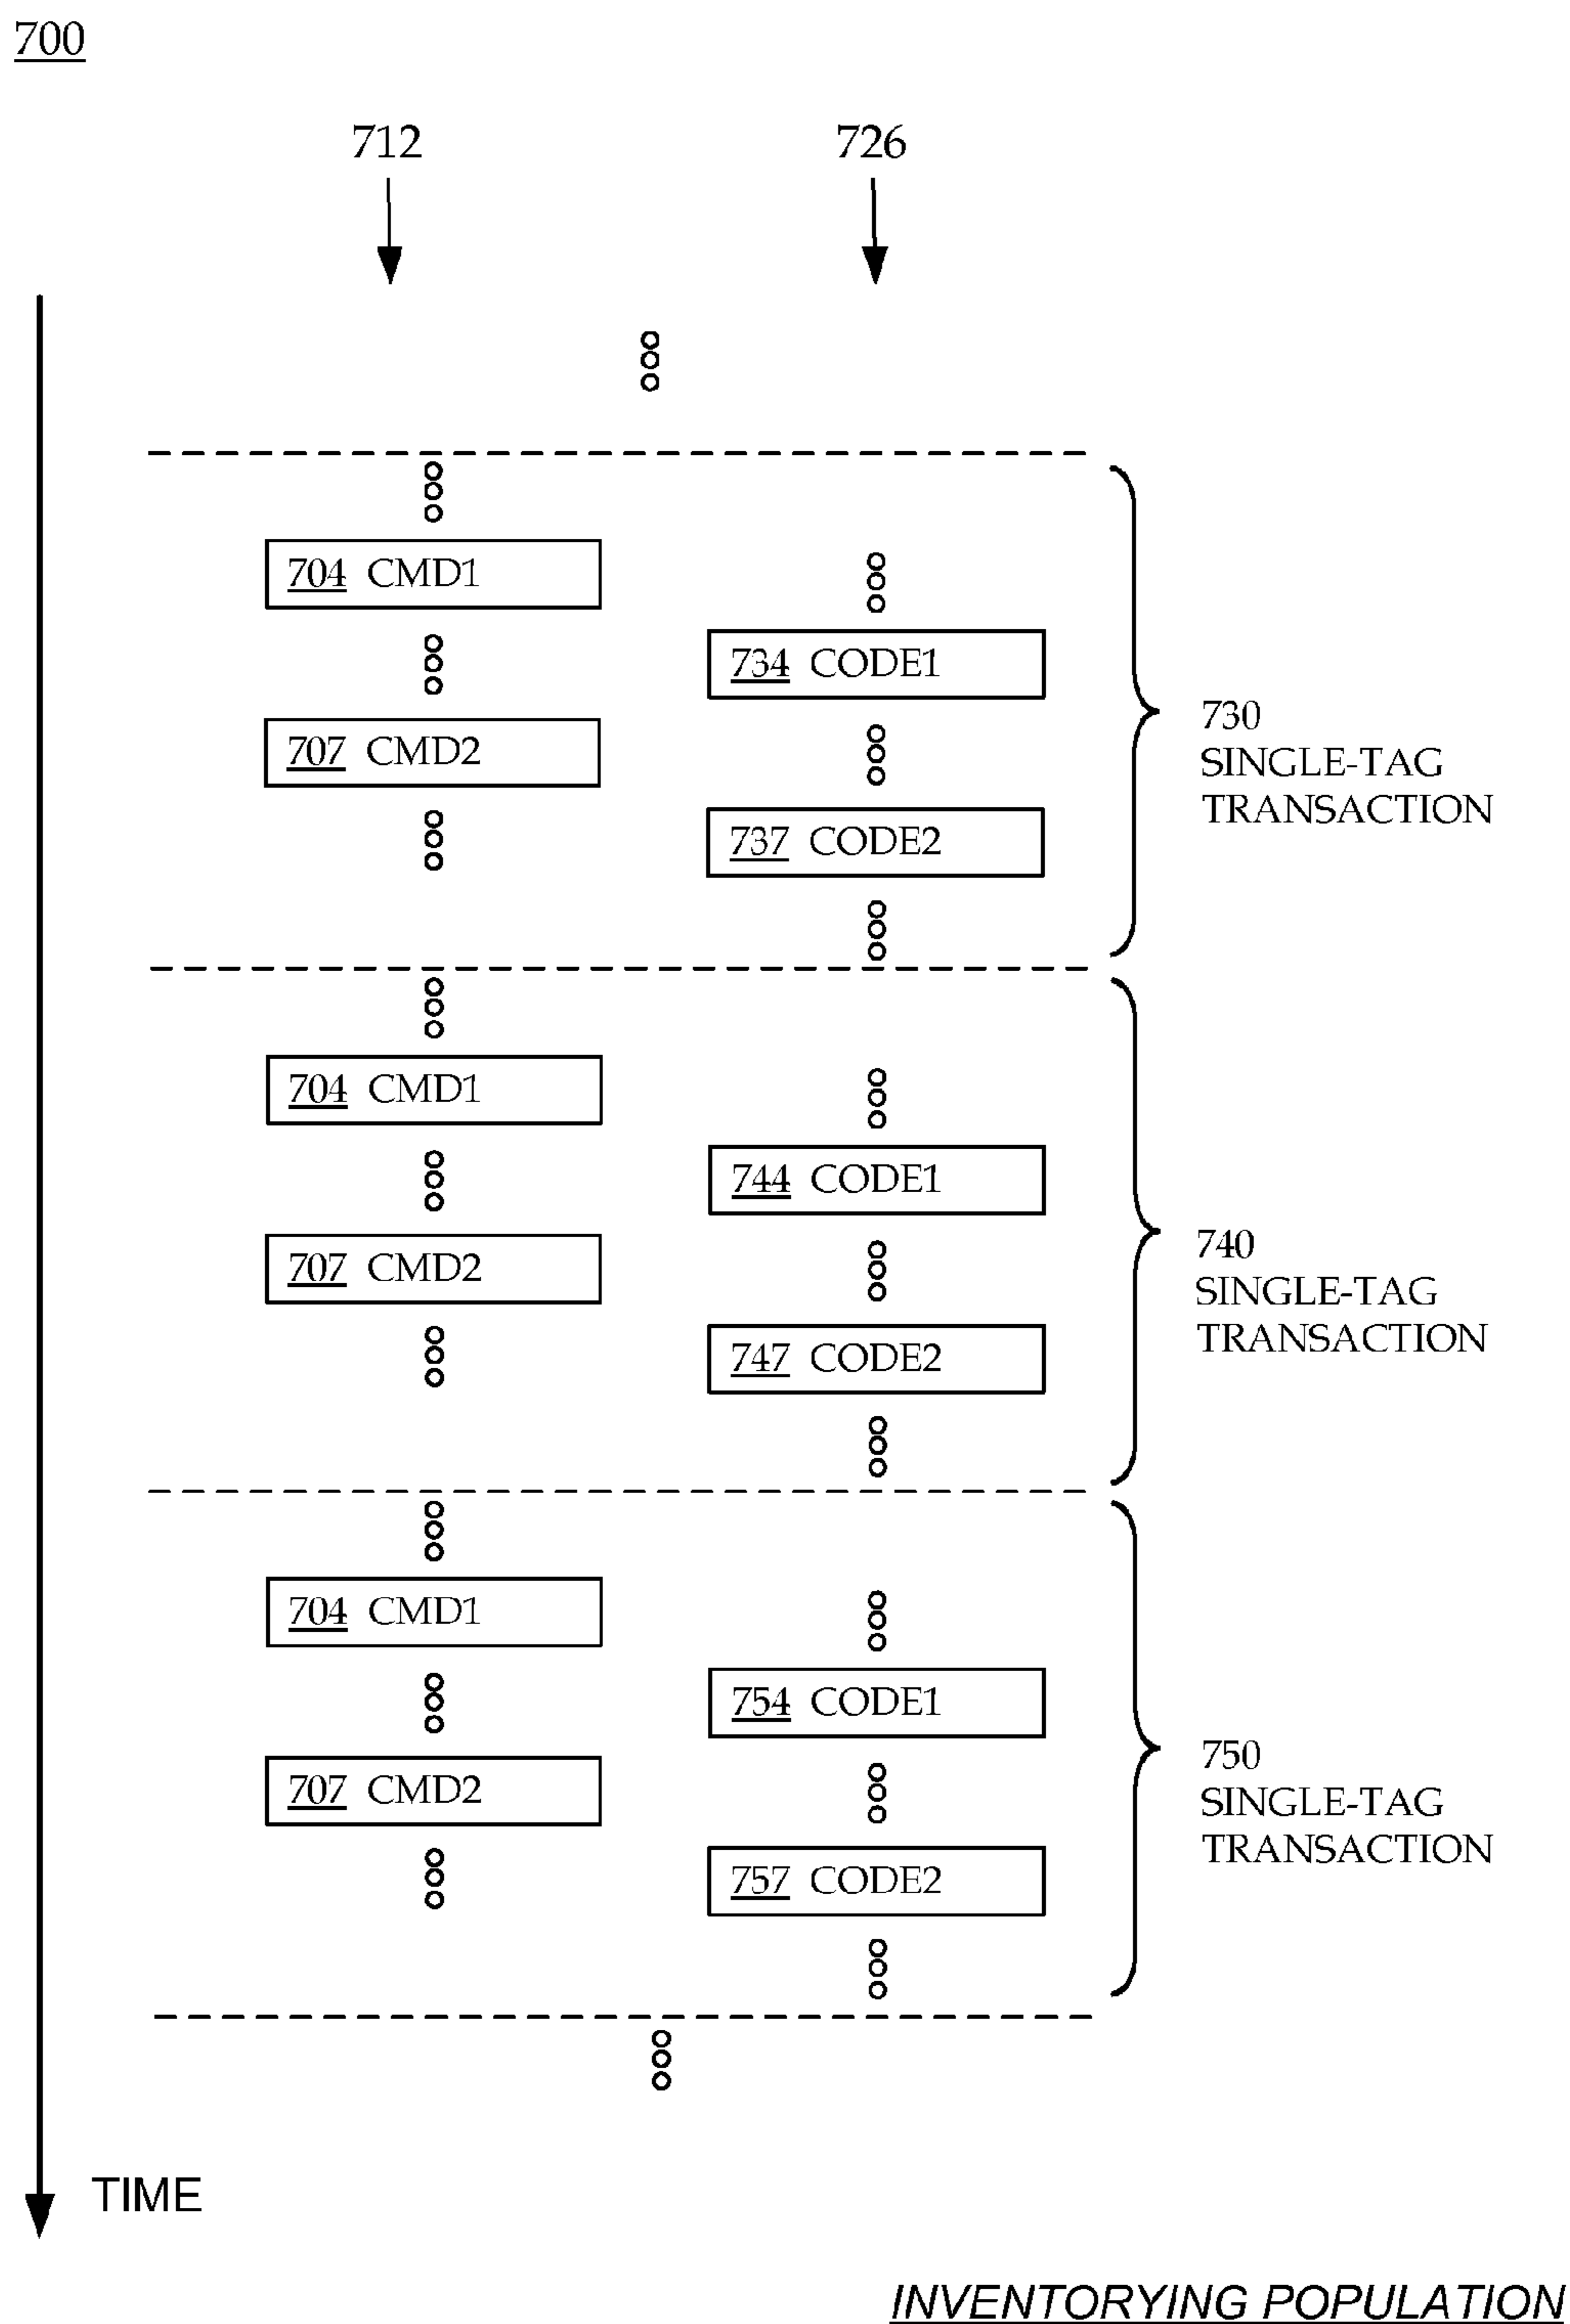 700
712 726
704 CMD1
734 CODE1
707 CMD2
737 CODE2
730
SINGLE-TAG
TRANSACTION
704 CMD1
744 CODE1
707 CMD2
747 CODE2
740
SINGLE-TAG
TRANSACTION
704 CMD1
754 CODE1
707 CMD2
757 CODE2
750
SINGLE-TAG
TRANSACTION
TIME
INVENTORYING POPULATION